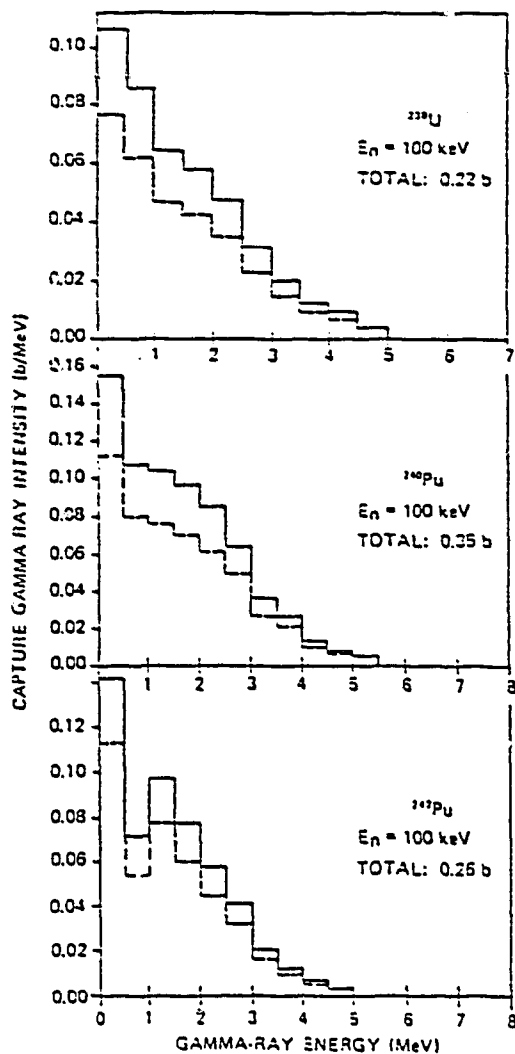 CAPTURE GAMMA RAY INTENSITY (b/MeV)
0.10
0.08
0.06
0.04
0.02
0.00
²³⁸U
En = 100 keV
TOTAL: 0.22 b
0 1 2 3 4 5 6 7
0.16
0.14
0.12
0.10
0.08
0.06
0.04
0.02
0.00
²⁴⁰Pu
En = 100 keV
TOTAL: 0.35 b
0 1 2 3 4 5 6 7 8
0.12
0.10
0.08
0.06
0.04
0.02
0.00
²⁴²Pu
En = 100 keV
TOTAL: 0.26 b
0 1 2 3 4 5 6 7 8
GAMMA-RAY ENERGY (MeV)